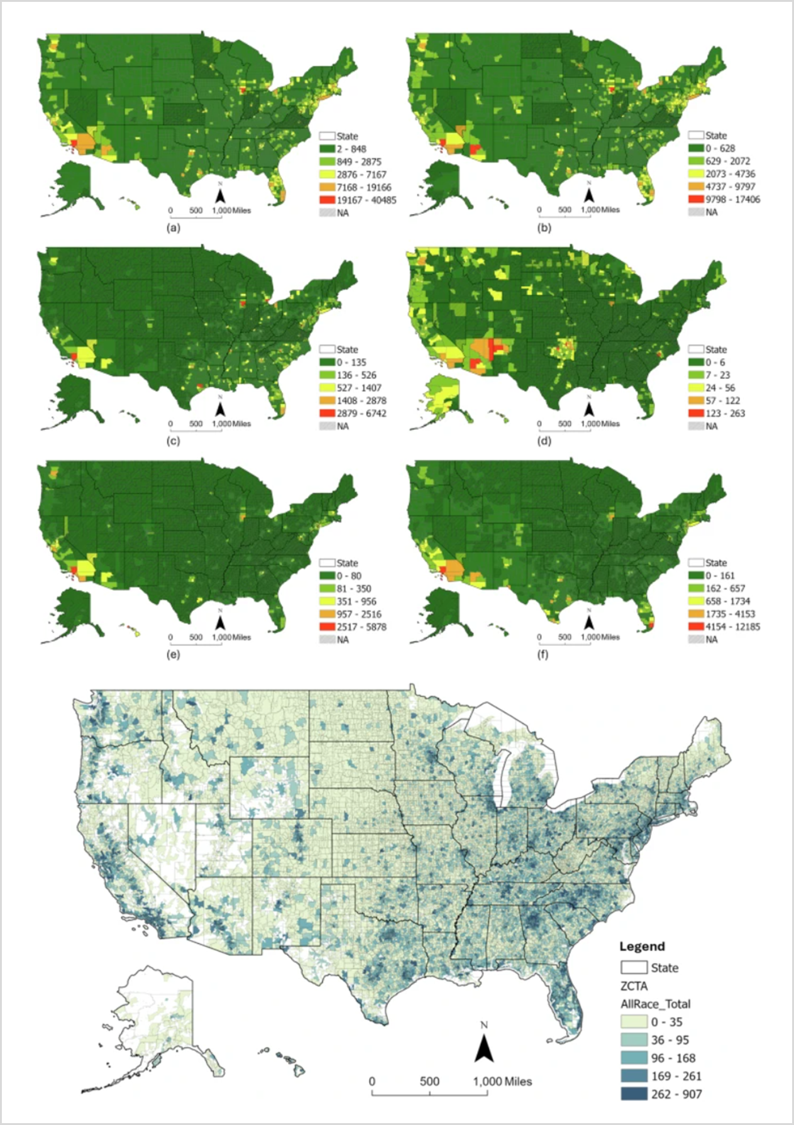 State
2 - 848
849 - 2875
2876 - 7167
7168 - 19166
19167 - 40485
NA
N
0 500 1,000 Miles
(a)
State
0 - 628
629 - 2072
2073 - 4736
4737 - 9797
9798 - 17406
NA
N
0 500 1,000 Miles
(b)
State
0 - 135
136 - 526
527 - 1407
1408 - 2878
2879 - 6742
NA
N
0 500 1,000 Miles
(c)
State
0 - 6
7 - 23
24 - 56
57 - 122
123 - 263
NA
N
0 500 1,000 Miles
(d)
State
0 - 80
81 - 350
351 - 956
957 - 2516
2517 - 5878
NA
N
0 500 1,000 Miles
(e)
State
0 - 161
162 - 657
658 - 1734
1735 - 4153
4154 - 12185
NA
N
0 500 1,000 Miles
(f)
Legend
State
ZCTA
AllRace_Total
0 - 35
36 - 95
96 - 168
169 - 261
262 - 907
N
0 500 1,000 Miles